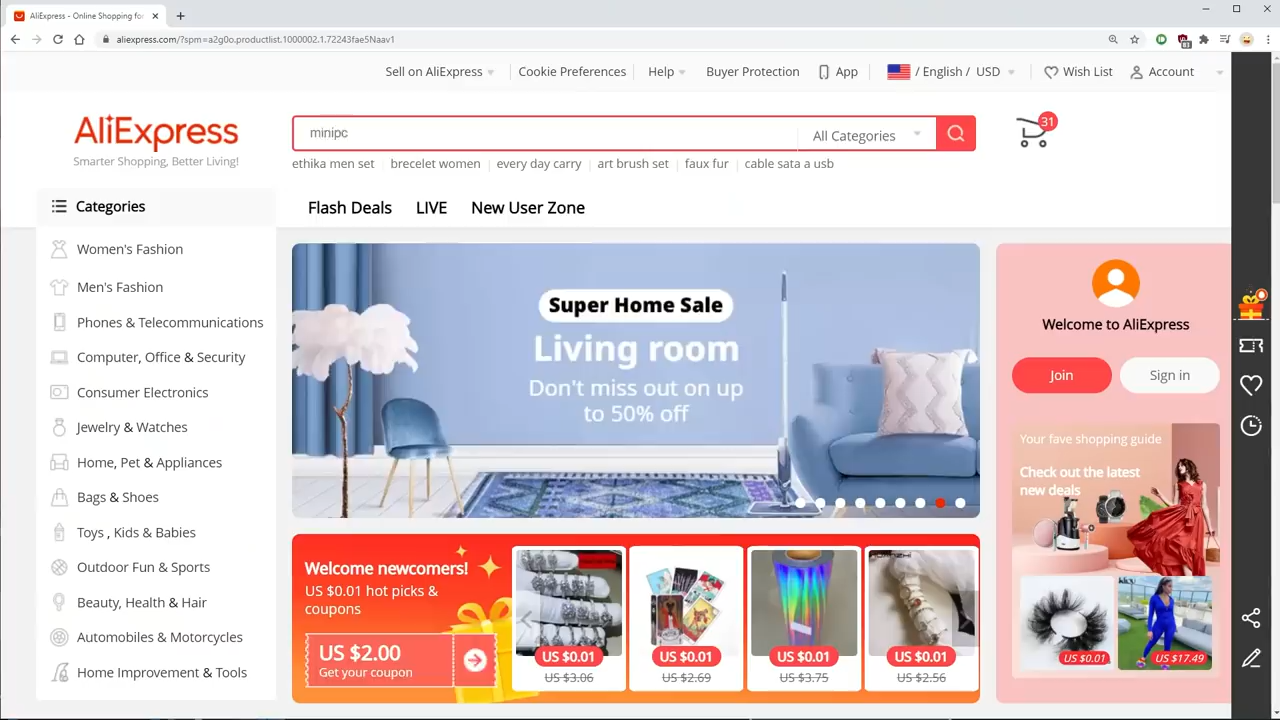 AliExpress - Online Shopping for
aliexpress.com/?spm=a2g0o.productlist.1000002.1.72243fae5Naav1
Sell on AliExpress
Cookie Preferences
Help
Buyer Protection
App
/ English / USD
Wish List
Account
AliExpress
Smarter Shopping, Better Living!
minipc
All Categories
31
ethika men set
brecelet women
every day carry
art brush set
faux fur
cable sata a usb
Categories
Flash Deals
LIVE
New User Zone
Women's Fashion
Men's Fashion
Phones & Telecommunications
Computer, Office & Security
Consumer Electronics
Jewelry & Watches
Home, Pet & Appliances
Bags & Shoes
Toys , Kids & Babies
Outdoor Fun & Sports
Beauty, Health & Hair
Automobiles & Motorcycles
Home Improvement & Tools
Super Home Sale
Living room
Don't miss out on up
to 50% off
Welcome to AliExpress
Join
Sign in
Your fave shopping guide
Check out the latest
new deals
US $0.01
US $17.49
Welcome newcomers!
US $0.01 hot picks &
coupons
US $2.00
Get your coupon
US $0.01
US $3.06
US $0.01
US $2.69
US $0.01
US $3.75
US $0.01
US $2.56